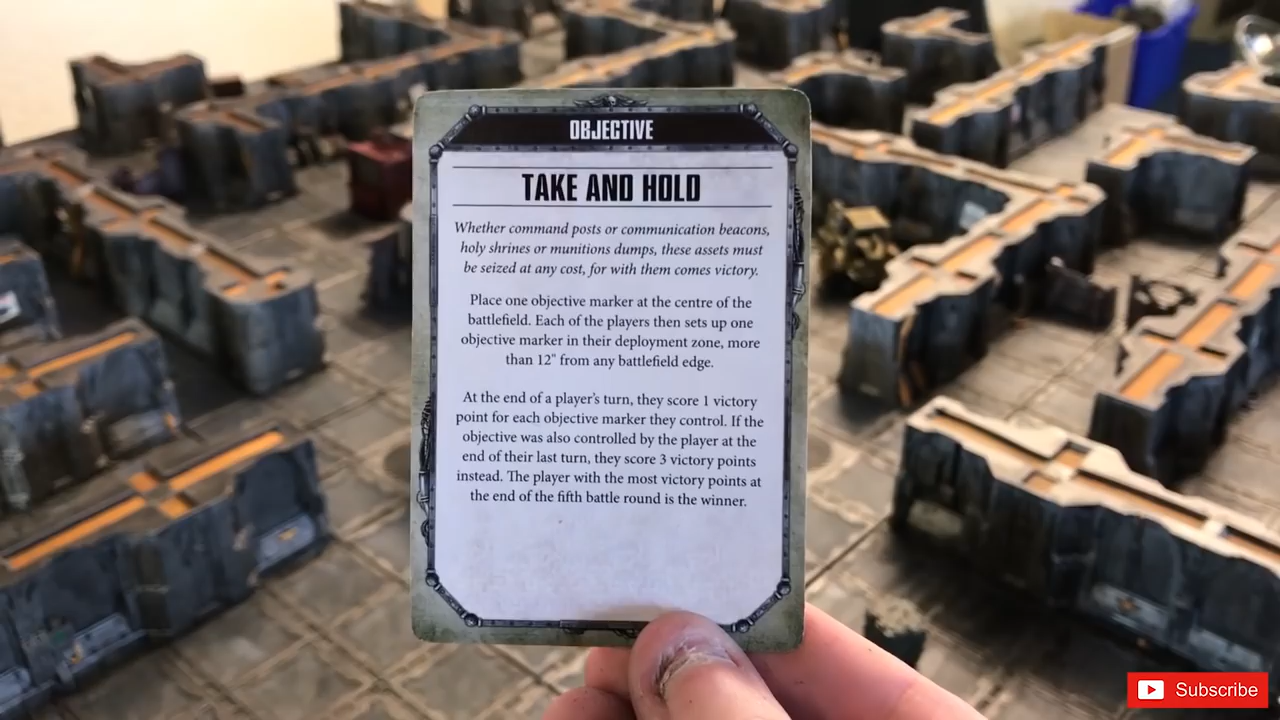 OBJECTIVE
TAKE AND HOLD
Whether command posts or communication beacons,
holy shrines or munitions dumps, these assets must
be seized at any cost, for with them comes victory.
Place one objective marker at the centre of the
battlefield. Each of the players then sets up one
objective marker in their deployment zone, more
than 12" from any battlefield edge.
At the end of a player's turn, they score 1 victory
point for each objective marker they control. If the
objective was also controlled by the player at the
end of their last turn, they score 3 victory points
instead. The player with the most victory points at
the end of the fifth battle round is the winner.
Subscribe